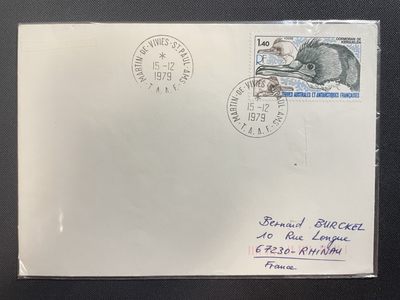 MARTIN-DE-VIVIES-ST.PAUL-AMS
15-12
1979
T.A.A.F.
1.40
CORMORAN DE
KERGUELEN
TERRES AUSTRALES ET ANTARCTIQUES FRANÇAISES
MARTIN-DE-VIVIES-ST.PAUL-AMS
15-12
1979
T.A.A.F.
Bernard BURCKEL
10 Rue Longue
67230-RHINAU
France